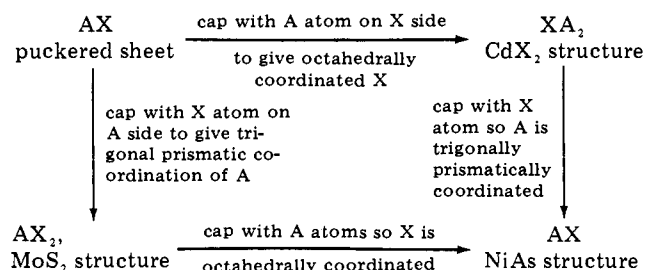 AX
puckered sheet
cap with A atom on X side
to give octahedrally
coordinated X
XA₂
CdX₂ structure
cap with X atom on
A side to give tri-
gonal prismatic co-
ordination of A
cap with X
atom so A is
trigonally
prismatically
coordinated
AX₂,
MoS₂ structure
cap with A atoms so X is
octahedrally coordinated
AX
NiAs structure